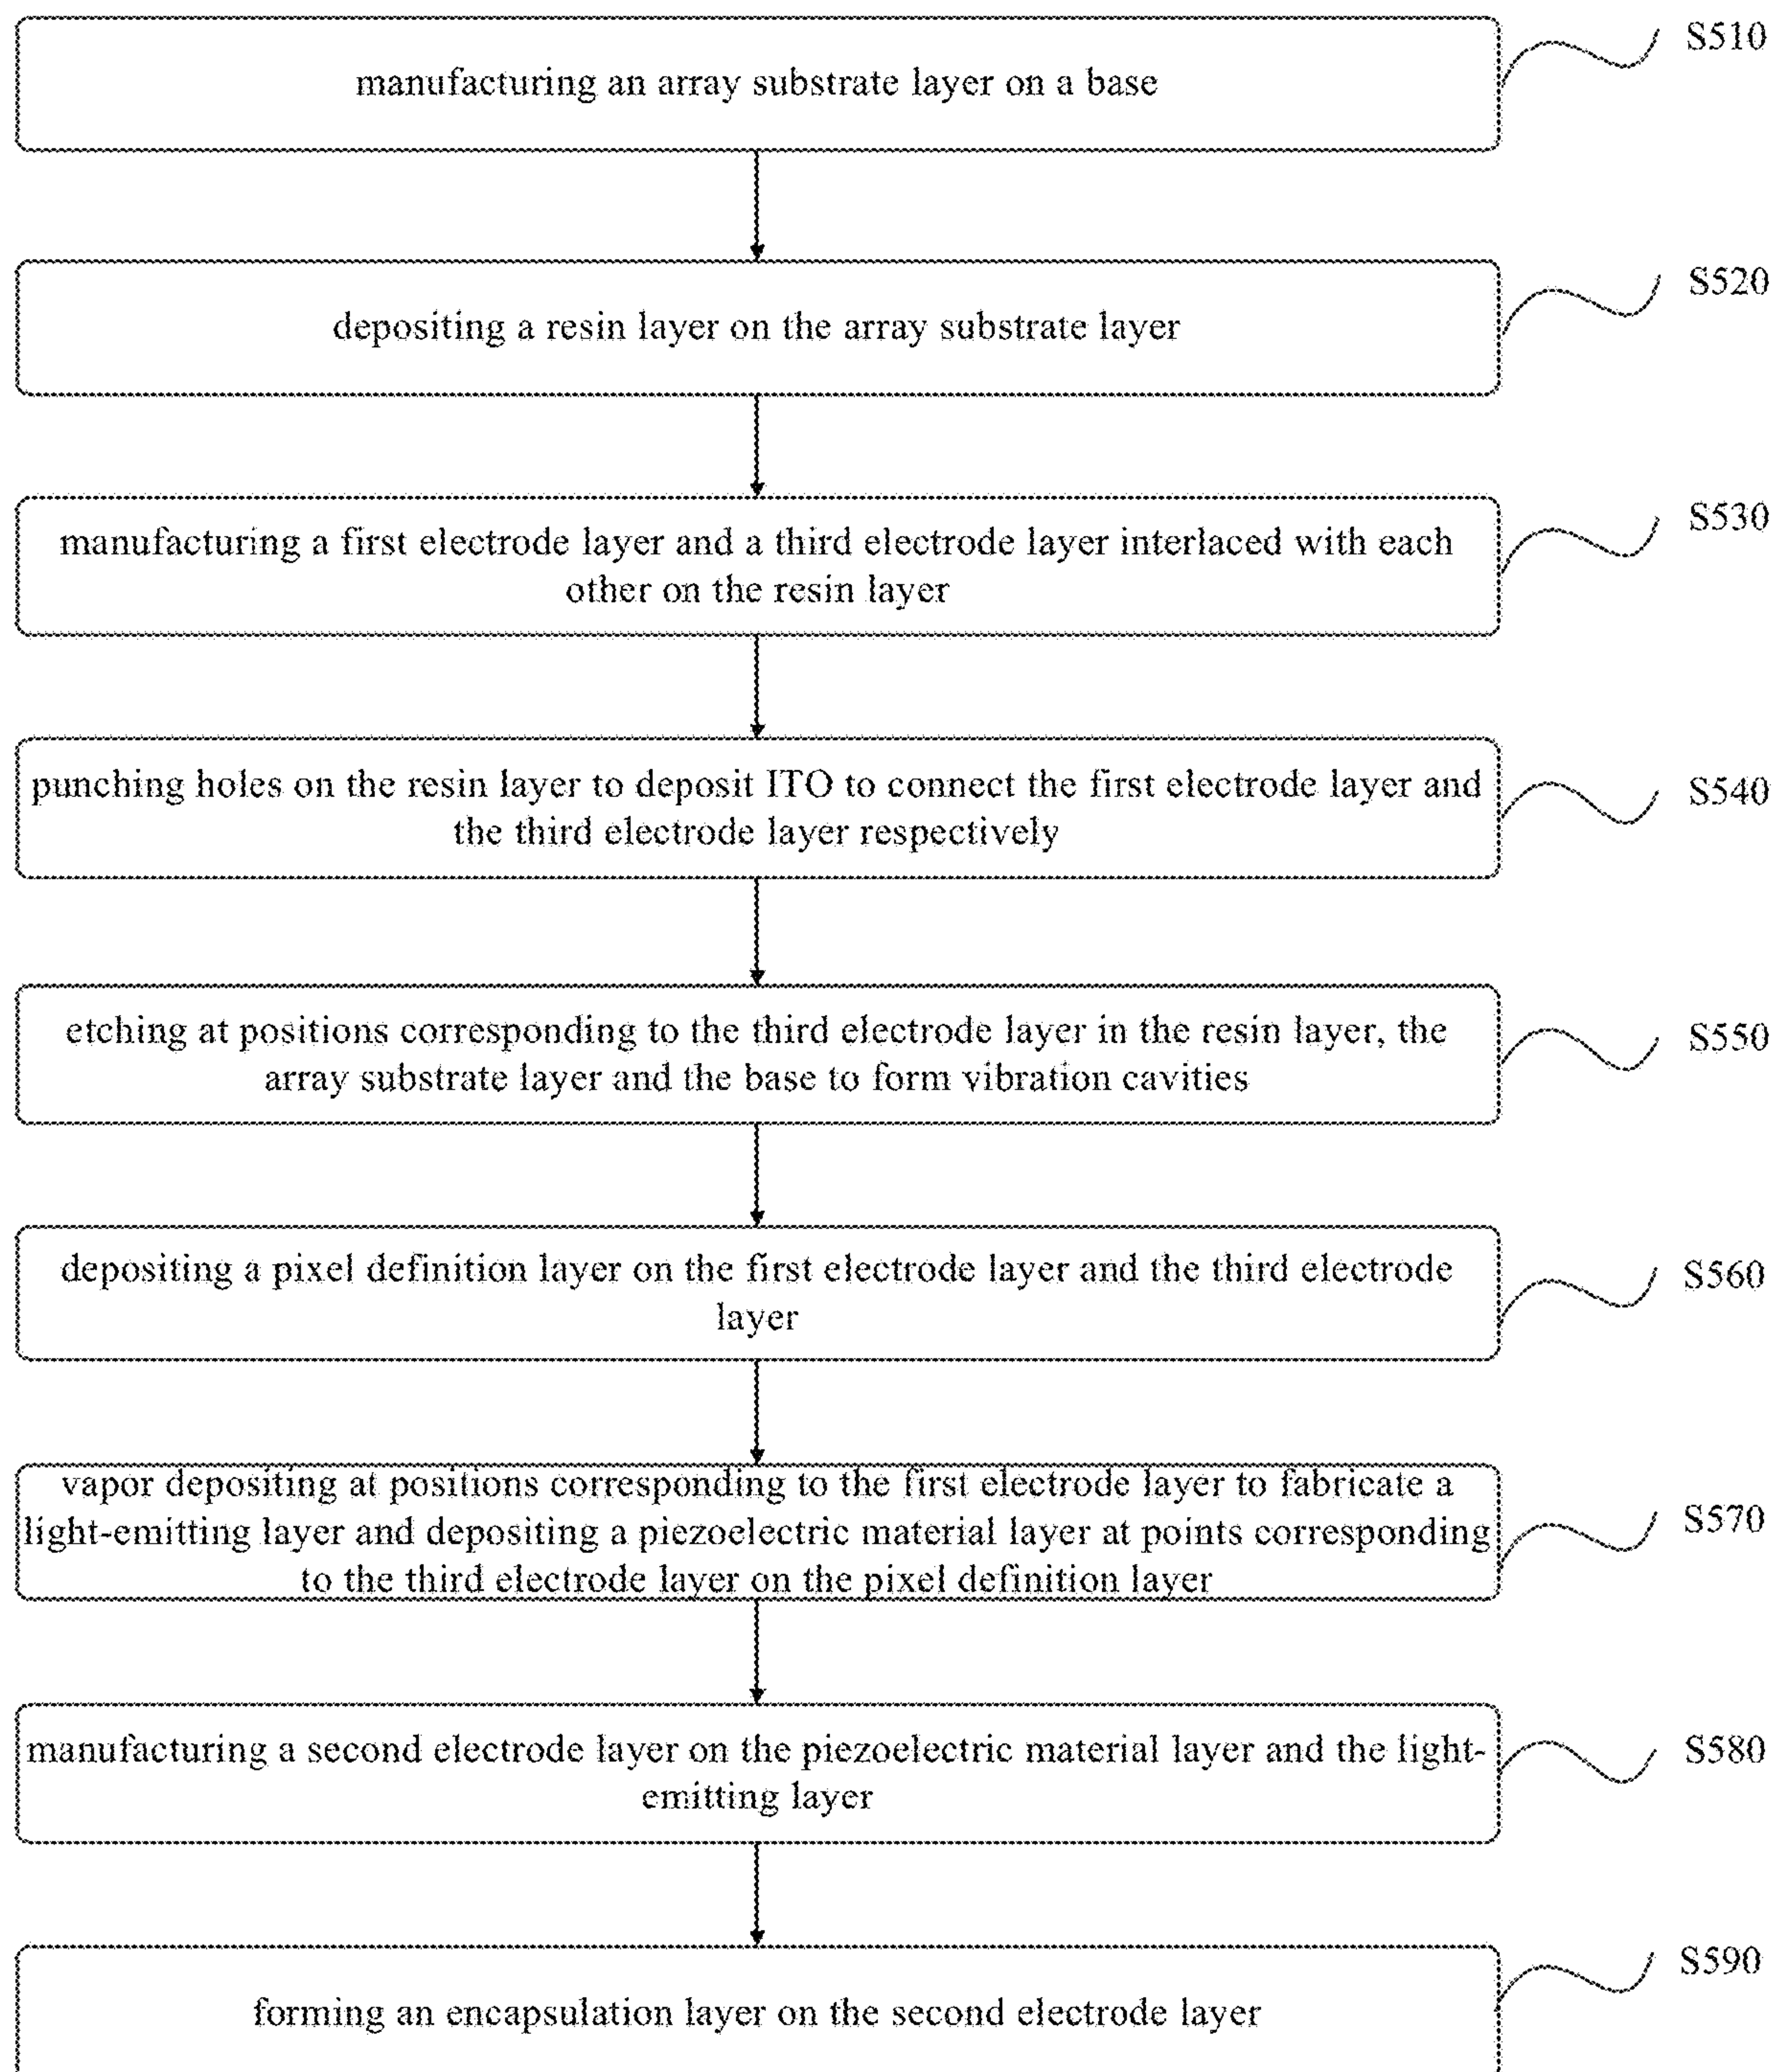 S510
manufacturing an array substrate layer on a base
S520
depositing a resin layer on the array substrate layer
S530
manufacturing a first electrode layer and a third electrode layer interlaced with each
other on the resin layer
S540
punching holes on the resin layer to deposit ITO to connect the first electrode layer and
the third electrode layer respectively
S550
etching at positions corresponding to the third electrode layer in the resin layer, the
array substrate layer and the base to form vibration cavities
S560
depositing a pixel definition layer on the first electrode layer and the third electrode
layer
S570
vapor depositing at positions corresponding to the first electrode layer to fabricate a
light-emitting layer and depositing a piezoelectric material layer at points corresponding
to the third electrode layer on the pixel definition layer
S580
manufacturing a second electrode layer on the piezoelectric material layer and the light-
emitting layer
S590
forming an encapsulation layer on the second electrode layer